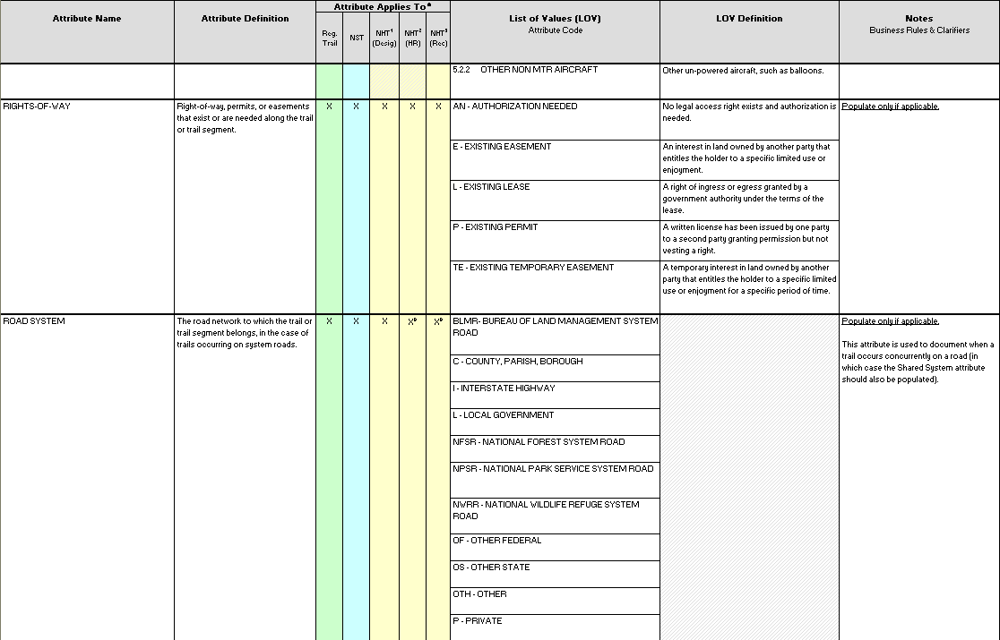 Attribute Name
Attribute Definition
Attribute Applies To a
Reg. Trail
NST
NHT¹ (Desig)
NHT² (HR)
NHT³ (Rec)
List of Values (LOV)
Attribute Code
LOV Definition
Notes
Business Rules & Clarifiers
5.2.2 OTHER NON MTR AIRCRAFT
Other un-powered aircraft, such as balloons.
RIGHTS-OF-WAY
Right-of-way, permits, or easements
that exist or are needed along the trail
or trail segment.
X X X X X
AN - AUTHORIZATION NEEDED
No legal access right exists and authorization is
needed.
Populate only if applicable.
E - EXISTING EASEMENT
An interest in land owned by another party that
entitles the holder to a specific limited use or
enjoyment.
L - EXISTING LEASE
A right of ingress or egress granted by a
government authority under the terms of the
lease.
P - EXISTING PERMIT
A written license has been issued by one party
to a second party granting permission but not
vesting a right.
TE - EXISTING TEMPORARY EASEMENT
A temporary interest in land owned by another
party that entitles the holder to a specific limited
use or enjoyment for a specific period of time.
ROAD SYSTEM
The road network to which the trail or
trail segment belongs, in the case of
trails occurring on system roads.
X X X X b X b
BLMR- BUREAU OF LAND MANAGEMENT SYSTEM
ROAD
Populate only if applicable.
This attribute is used to document when a
trail occurs concurrently on a road (in
which case the Shared System attribute
should also be populated).
C - COUNTY, PARISH, BOROUGH
I - INTERSTATE HIGHWAY
L - LOCAL GOVERNMENT
NFSR - NATIONAL FOREST SYSTEM ROAD
NPSR - NATIONAL PARK SERVICE SYSTEM ROAD
NWRR - NATIONAL WILDLIFE REFUGE SYSTEM
ROAD
OF - OTHER FEDERAL
OS - OTHER STATE
OTH - OTHER
P - PRIVATE